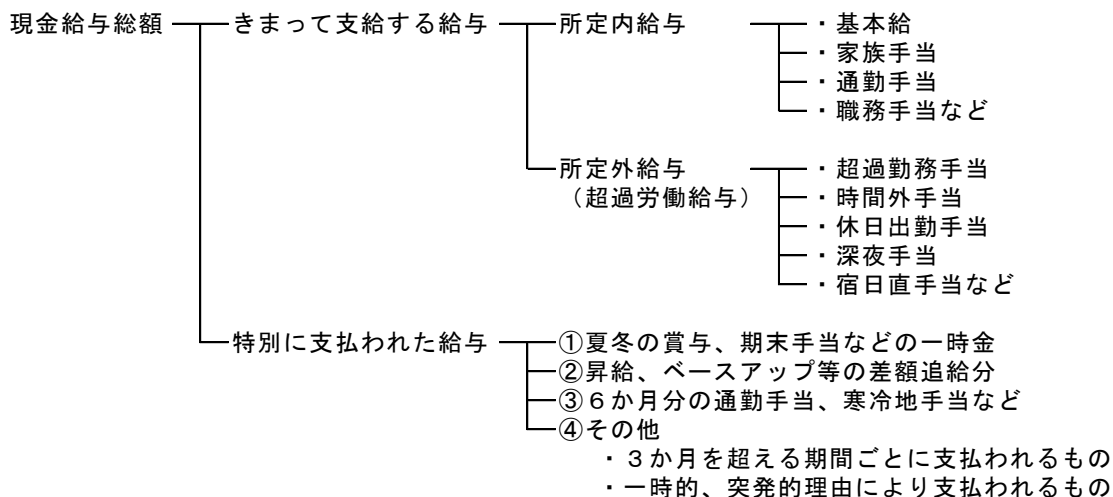 現金給与総額 きまって支給する給与 所定内給与 ・基本給
・家族手当
・通勤手当
・職務手当など
所定外給与 ・超過勤務手当
（超過労働給与） ・時間外手当
・休日出勤手当
・深夜手当
・宿日直手当など
特別に支払われた給与 ①夏冬の賞与、期末手当などの一時金
②昇給、ベースアップ等の差額追給分
③６か月分の通勤手当、寒冷地手当など
④その他
・３か月を超える期間ごとに支払われるもの
・一時的、突発的理由により支払われるもの